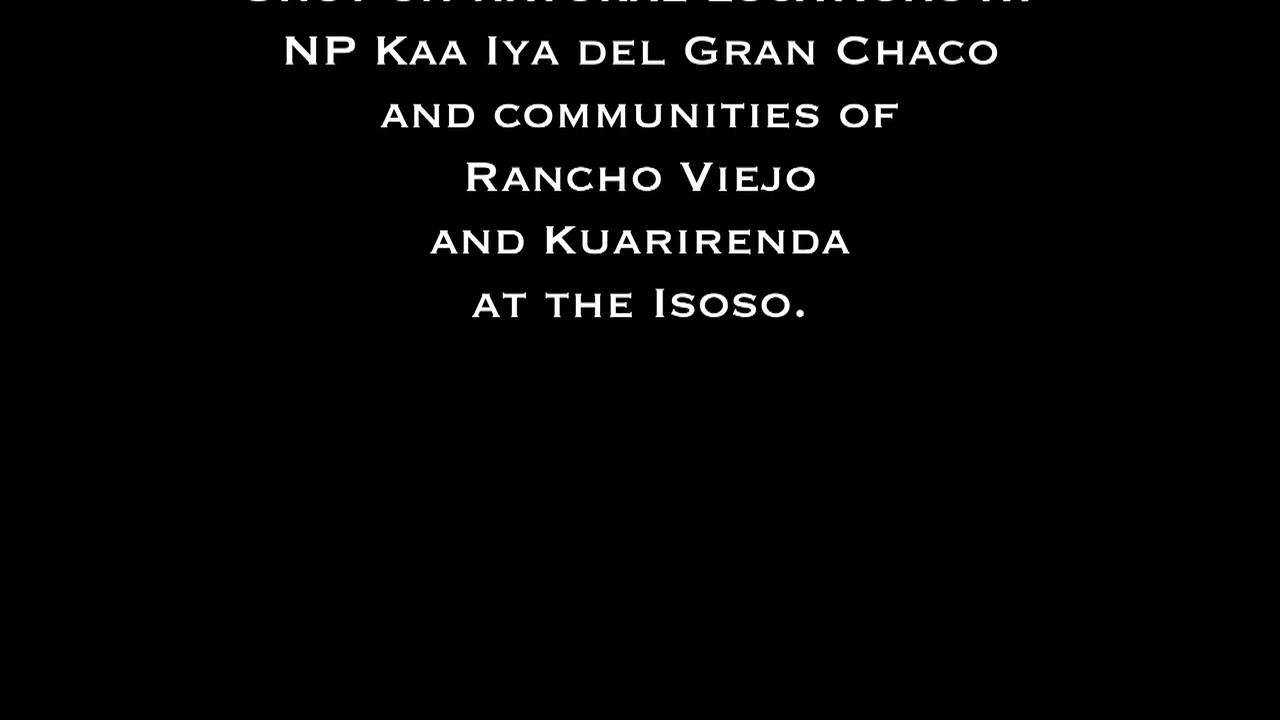 NP Kaa Iya del Gran Chaco
and communities of
Rancho Viejo
and Kuarirenda
at the Isoso.